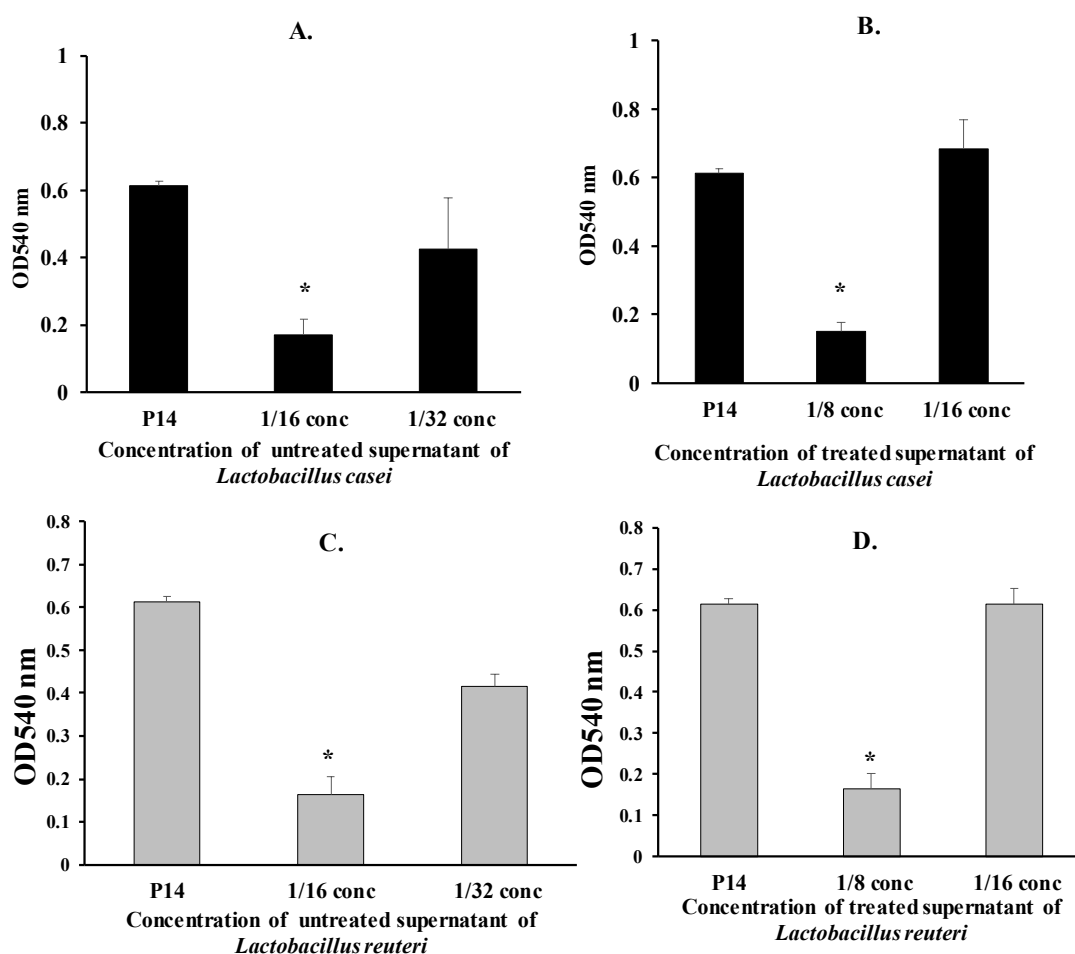 A.
1
0.8
0.6
0.4
0.2
0
OD540 nm
*
P14 1/16 conc 1/32 conc
Concentration of untreated supernatant of
Lactobacillus casei
B.
1
0.8
0.6
0.4
0.2
0
OD540 nm
*
P14 1/8 conc 1/16 conc
Concentration of treated supernatant of
Lactobacillus casei
C.
0.8
0.7
0.6
0.5
0.4
0.3
0.2
0.1
0
OD540 nm
*
P14 1/16 conc 1/32 conc
Concentration of untreated supernatant of
Lactobacillus reuteri
D.
0.8
0.7
0.6
0.5
0.4
0.3
0.2
0.1
0
OD540 nm
*
P14 1/8 conc 1/16 conc
Concentration of treated supernatant of
Lactobacillus reuteri